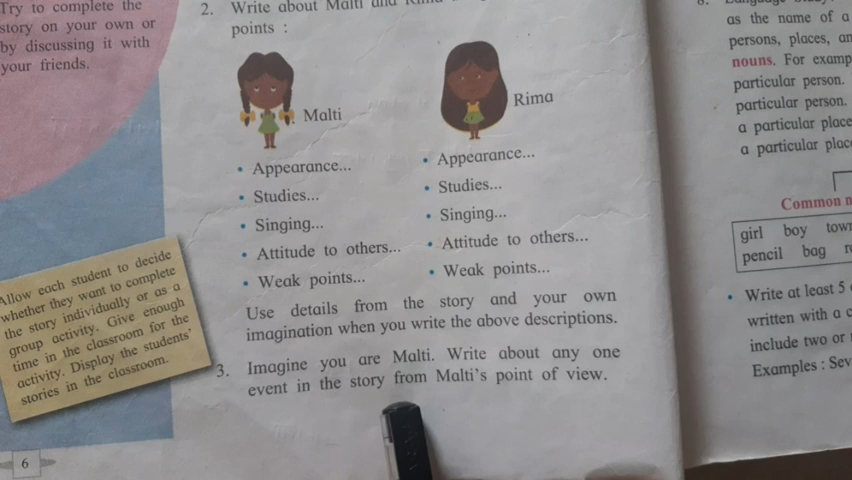 Try to complete the
story on your own or
by discussing it with
your friends.
2. Write about Malti and Rima
points :
Malti
• Appearance...
• Studies...
• Singing...
• Attitude to others...
• Weak points...
Rima
• Appearance...
• Studies...
• Singing...
• Attitude to others...
• Weak points...
Use details from the story and your own
imagination when you write the above descriptions.
3. Imagine you are Malti. Write about any one
event in the story from Malti's point of view.
Allow each student to decide
whether they want to complete
the story individually or as a
group activity. Give enough
time in the classroom for the
activity. Display the students'
stories in the classroom.
6
as the name of a
persons, places,
nouns. For
particular person.
particular person.
a particular place
a particular
Common
girl boy
pencil bag
• Write at least 5
written with a
include two or
Examples :